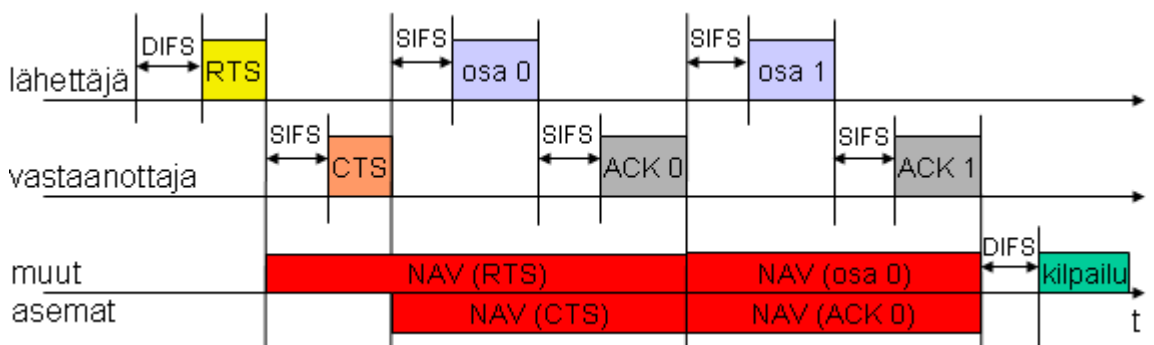 DIFS SIFS SIFS
lähettäjä RTS osa 0 osa 1
SIFS SIFS SIFS
vastaanottaja CTS ACK 0 ACK 1
DIFS
muut NAV (RTS) NAV (osa 0) kilpailu
asemat NAV (CTS) NAV (ACK 0) t